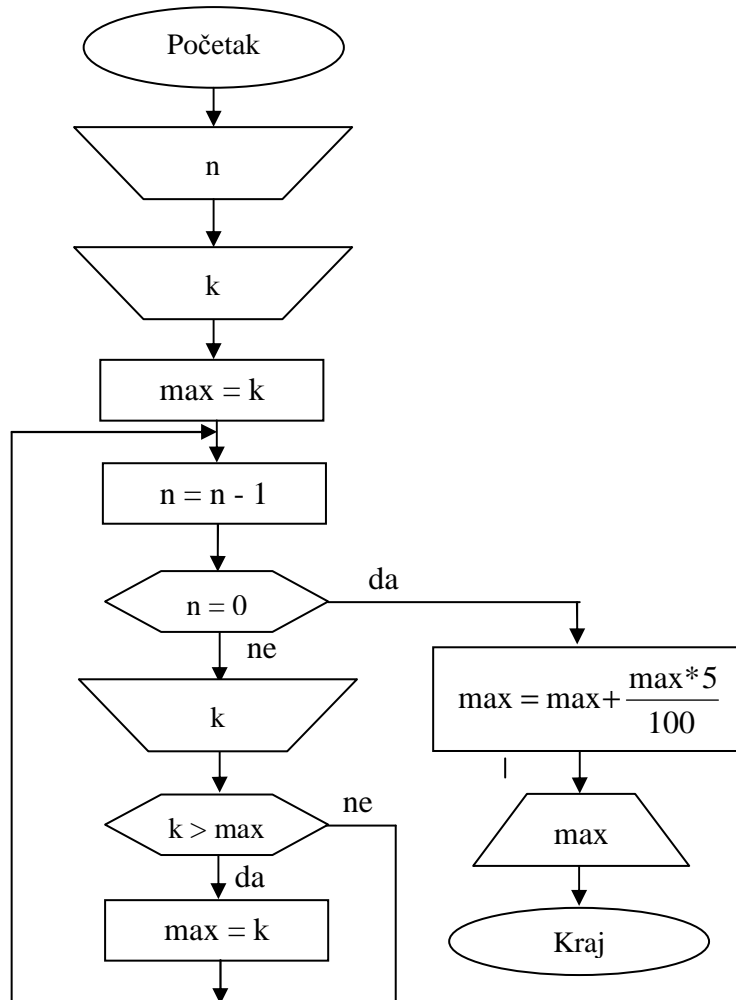 Početak
n
k
max = k
n = n - 1
n = 0
da
ne
k
k > max
ne
da
max = k
max = max+ max*5
100
max
Kraj